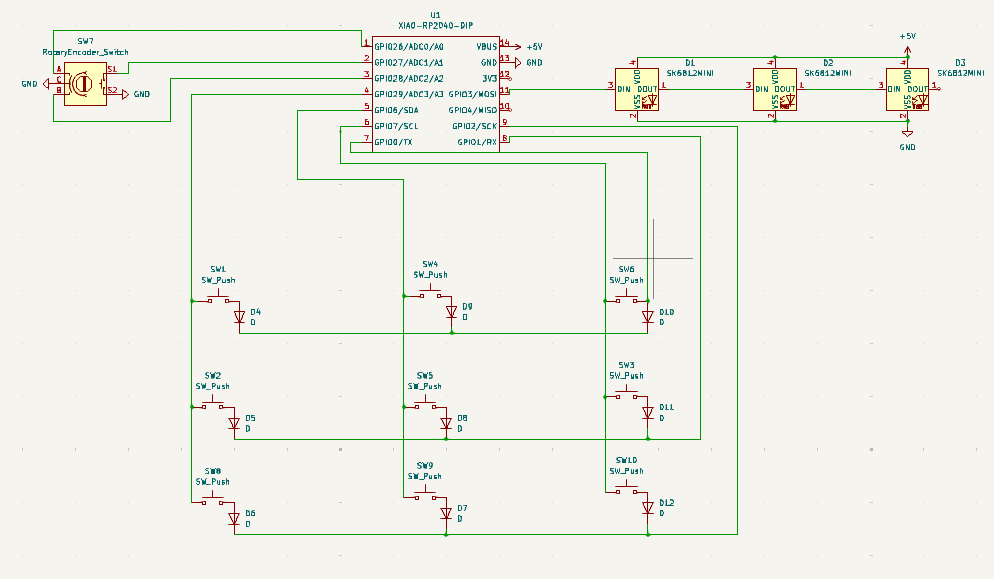 U1
XIAO-RP2040-DIP
SW7
RotaryEncoder_Switch
A
C
B
S1
S2
GND
GND
1 GPIO26/ADC0/A0
2 GPIO27/ADC1/A1
3 GPIO28/ADC2/A2
4 GPIO29/ADC3/A3
5 GPIO6/SDA
6 GPIO7/SCL
7 GPIO0/TX
VBUS 14
GND 13
3V3 12
GPIO3/MOSI 11
GPIO4/MISO 10
GPIO2/SCK 9
GPIO1/RX 8
+5V
GND
D1
SK6812MINI
3 DIN DOUT 1
4 VDD
VSS 2
D2
SK6812MINI
3 DIN DOUT 1
4 VDD
VSS 2
+5V
D3
SK6812MINI
3 DIN DOUT 1
4 VDD
VSS 2
GND
SW1
SW_Push
D4
D
SW4
SW_Push
D9
D
SW6
SW_Push
D10
D
SW2
SW_Push
D5
D
SW5
SW_Push
D8
D
SW3
SW_Push
D11
D
SW8
SW_Push
D6
D
SW9
SW_Push
D7
D
SW10
SW_Push
D12
D